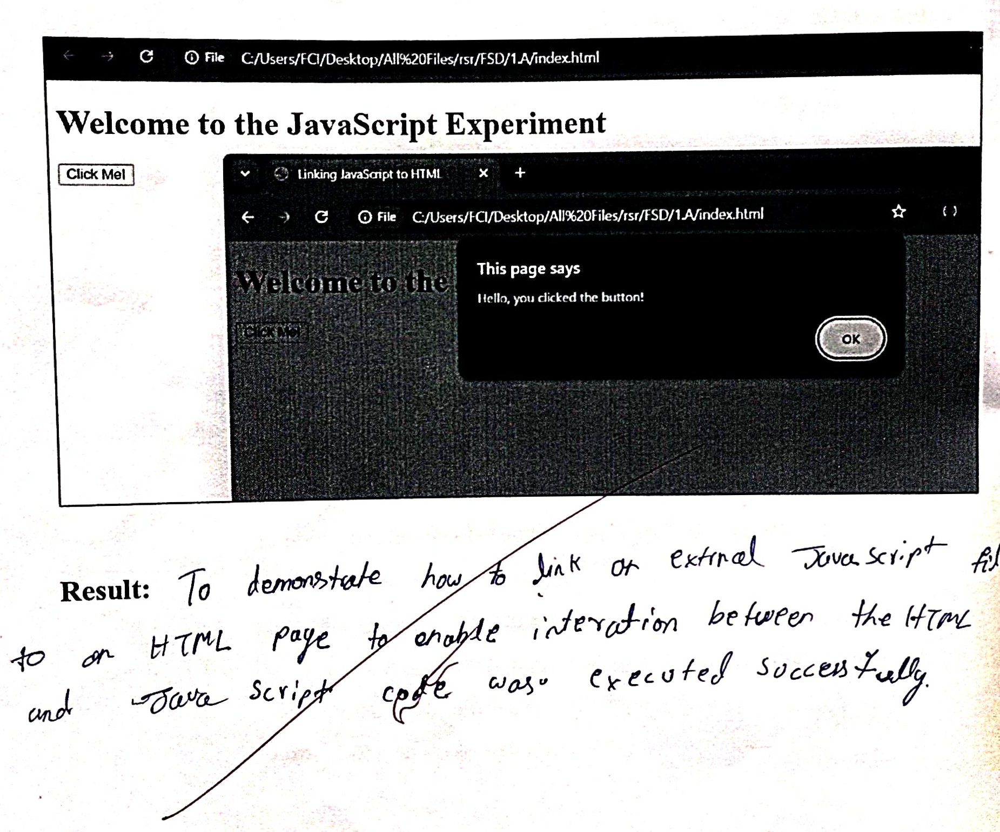 File C:/Users/FCI/Desktop/All%20Files/rsr/FSD/1.A/index.html
Welcome to the JavaScript Experiment
Click Me!
Linking JavaScript to HTML
File C:/Users/FCI/Desktop/All%20Files/rsr/FSD/1.A/index.html
This page says
Welcome to the
Hello, you clicked the button!
Click Me!
OK
Result: To demonstrate how to link an extrnal Java script fil
to an HTML page to enable interation between the HTML
and Java script code was executed successfully.